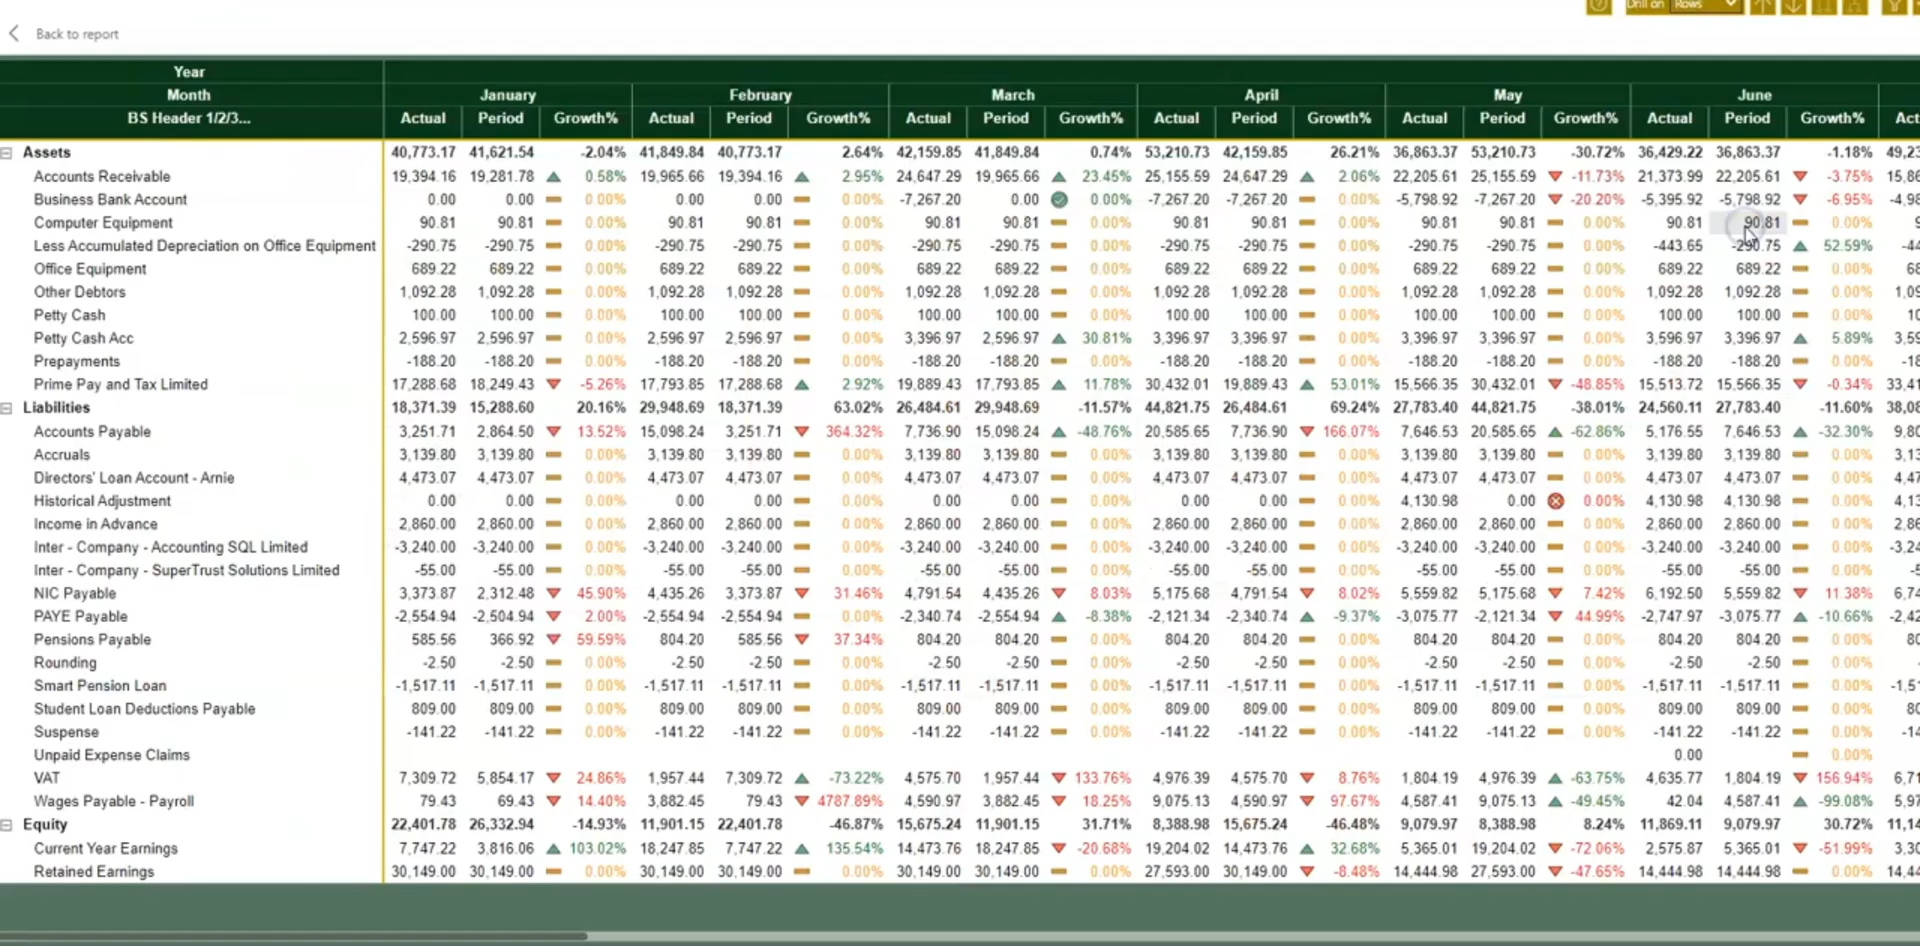 Drill on Rows
Back to report
Year
Month January February March April May June
BS Header 1/2/3... Actual Period Growth% Actual Period Growth% Actual Period Growth% Actual Period Growth% Actual Period Growth% Actual Period Growth%
Assets 40,773.17 41,621.54 -2.04% 41,849.84 40,773.17 2.64% 42,159.85 41,849.84 0.74% 53,210.73 42,159.85 26.21% 36,863.37 53,210.73 -30.72% 36,429.22 36,863.37 -1.18%
Accounts Receivable 19,394.16 19,281.78 0.58% 19,965.66 19,394.16 2.95% 24,647.29 19,965.66 23.45% 25,155.59 24,647.29 2.06% 22,205.61 25,155.59 -11.73% 21,373.99 22,205.61 -3.75%
Business Bank Account 0.00 0.00 0.00% 0.00 0.00 0.00% -7,267.20 0.00 0.00% -7,267.20 -7,267.20 0.00% -5,798.92 -7,267.20 -20.20% -5,395.92 -5,798.92 -6.95%
Computer Equipment 90.81 90.81 0.00% 90.81 90.81 0.00% 90.81 90.81 0.00% 90.81 90.81 0.00% 90.81 90.81 0.00% 90.81 90.81 0.00%
Less Accumulated Depreciation on Office Equipment -290.75 -290.75 0.00% -290.75 -290.75 0.00% -290.75 -290.75 0.00% -290.75 -290.75 0.00% -290.75 -290.75 0.00% -443.65 -290.75 52.59%
Office Equipment 689.22 689.22 0.00% 689.22 689.22 0.00% 689.22 689.22 0.00% 689.22 689.22 0.00% 689.22 689.22 0.00% 689.22 689.22 0.00%
Other Debtors 1,092.28 1,092.28 0.00% 1,092.28 1,092.28 0.00% 1,092.28 1,092.28 0.00% 1,092.28 1,092.28 0.00% 1,092.28 1,092.28 0.00% 1,092.28 1,092.28 0.00%
Petty Cash 100.00 100.00 0.00% 100.00 100.00 0.00% 100.00 100.00 0.00% 100.00 100.00 0.00% 100.00 100.00 0.00% 100.00 100.00 0.00%
Petty Cash Acc 2,596.97 2,596.97 0.00% 2,596.97 2,596.97 0.00% 3,396.97 2,596.97 30.81% 3,396.97 3,396.97 0.00% 3,396.97 3,396.97 0.00% 3,596.97 3,396.97 5.89%
Prepayments -188.20 -188.20 0.00% -188.20 -188.20 0.00% -188.20 -188.20 0.00% -188.20 -188.20 0.00% -188.20 -188.20 0.00% -188.20 -188.20 0.00%
Prime Pay and Tax Limited 17,288.68 18,249.43 -5.26% 17,793.85 17,288.68 2.92% 19,889.43 17,793.85 11.78% 30,432.01 19,889.43 53.01% 15,566.35 30,432.01 -48.85% 15,513.72 15,566.35 -0.34%
Liabilities 18,371.39 15,288.60 20.16% 29,948.69 18,371.39 63.02% 26,484.61 29,948.69 -11.57% 44,821.75 26,484.61 69.24% 27,783.40 44,821.75 -38.01% 24,560.11 27,783.40 -11.60%
Accounts Payable 3,251.71 2,864.50 13.52% 15,098.24 3,251.71 364.32% 7,736.90 15,098.24 -48.76% 20,585.65 7,736.90 166.07% 7,646.53 20,585.65 -62.86% 5,176.55 7,646.53 -32.30%
Accruals 3,139.80 3,139.80 0.00% 3,139.80 3,139.80 0.00% 3,139.80 3,139.80 0.00% 3,139.80 3,139.80 0.00% 3,139.80 3,139.80 0.00% 3,139.80 3,139.80 0.00%
Directors' Loan Account - Arnie 4,473.07 4,473.07 0.00% 4,473.07 4,473.07 0.00% 4,473.07 4,473.07 0.00% 4,473.07 4,473.07 0.00% 4,473.07 4,473.07 0.00% 4,473.07 4,473.07 0.00%
Historical Adjustment 0.00 0.00 0.00% 0.00 0.00 0.00% 0.00 0.00 0.00% 0.00 0.00 0.00% 4,130.98 0.00 0.00% 4,130.98 4,130.98 0.00%
Income in Advance 2,860.00 2,860.00 0.00% 2,860.00 2,860.00 0.00% 2,860.00 2,860.00 0.00% 2,860.00 2,860.00 0.00% 2,860.00 2,860.00 0.00% 2,860.00 2,860.00 0.00%
Inter - Company - Accounting SQL Limited -3,240.00 -3,240.00 0.00% -3,240.00 -3,240.00 0.00% -3,240.00 -3,240.00 0.00% -3,240.00 -3,240.00 0.00% -3,240.00 -3,240.00 0.00% -3,240.00 -3,240.00 0.00%
Inter - Company - SuperTrust Solutions Limited -55.00 -55.00 0.00% -55.00 -55.00 0.00% -55.00 -55.00 0.00% -55.00 -55.00 0.00% -55.00 -55.00 0.00% -55.00 -55.00 0.00%
NIC Payable 3,373.87 2,312.48 45.90% 4,435.26 3,373.87 31.46% 4,791.54 4,435.26 8.03% 5,175.68 4,791.54 8.02% 5,559.82 5,175.68 7.42% 6,192.50 5,559.82 11.38%
PAYE Payable -2,554.94 -2,504.94 2.00% -2,554.94 -2,554.94 0.00% -2,340.74 -2,554.94 -8.38% -2,121.34 -2,340.74 -9.37% -3,075.77 -2,121.34 44.99% -2,747.97 -3,075.77 -10.66%
Pensions Payable 585.56 366.92 59.59% 804.20 585.56 37.34% 804.20 804.20 0.00% 804.20 804.20 0.00% 804.20 804.20 0.00% 804.20 804.20 0.00%
Rounding -2.50 -2.50 0.00% -2.50 -2.50 0.00% -2.50 -2.50 0.00% -2.50 -2.50 0.00% -2.50 -2.50 0.00% -2.50 -2.50 0.00%
Smart Pension Loan -1,517.11 -1,517.11 0.00% -1,517.11 -1,517.11 0.00% -1,517.11 -1,517.11 0.00% -1,517.11 -1,517.11 0.00% -1,517.11 -1,517.11 0.00% -1,517.11 -1,517.11 0.00%
Student Loan Deductions Payable 809.00 809.00 0.00% 809.00 809.00 0.00% 809.00 809.00 0.00% 809.00 809.00 0.00% 809.00 809.00 0.00% 809.00 809.00 0.00%
Suspense -141.22 -141.22 0.00% -141.22 -141.22 0.00% -141.22 -141.22 0.00% -141.22 -141.22 0.00% -141.22 -141.22 0.00% -141.22 -141.22 0.00%
Unpaid Expense Claims 0.00 0.00%
VAT 7,309.72 5,854.17 24.86% 1,957.44 7,309.72 -73.22% 4,575.70 1,957.44 133.76% 4,976.39 4,575.70 8.76% 1,804.19 4,976.39 -63.75% 4,635.77 1,804.19 156.94%
Wages Payable - Payroll 79.43 69.43 14.40% 3,882.45 79.43 4787.89% 4,590.97 3,882.45 18.25% 9,075.13 4,590.97 97.67% 4,587.41 9,075.13 -49.45% 42.04 4,587.41 -99.08%
Equity 22,401.78 26,332.94 -14.93% 11,901.15 22,401.78 -46.87% 15,675.24 11,901.15 31.71% 8,388.98 15,675.24 -46.48% 9,079.97 8,388.98 8.24% 11,869.11 9,079.97 30.72%
Current Year Earnings 7,747.22 3,816.06 103.02% 18,247.85 7,747.22 135.54% 14,473.76 18,247.85 -20.68% 19,204.02 14,473.76 32.68% 5,365.01 19,204.02 -72.06% 2,575.87 5,365.01 -51.99%
Retained Earnings 30,149.00 30,149.00 0.00% 30,149.00 30,149.00 0.00% 30,149.00 30,149.00 0.00% 27,593.00 30,149.00 -8.48% 14,444.98 27,593.00 -47.65% 14,444.98 14,444.98 0.00%